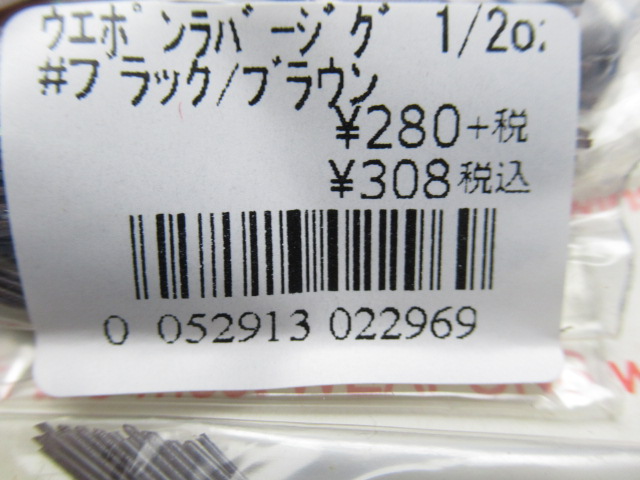 ｳｴﾎﾟﾝﾗﾊﾞｰｼﾞｸﾞ 1/2oz
#ﾌﾞﾗｯｸ/ﾌﾞﾗｳﾝ
¥280+税
¥308税込
0 052913 022969